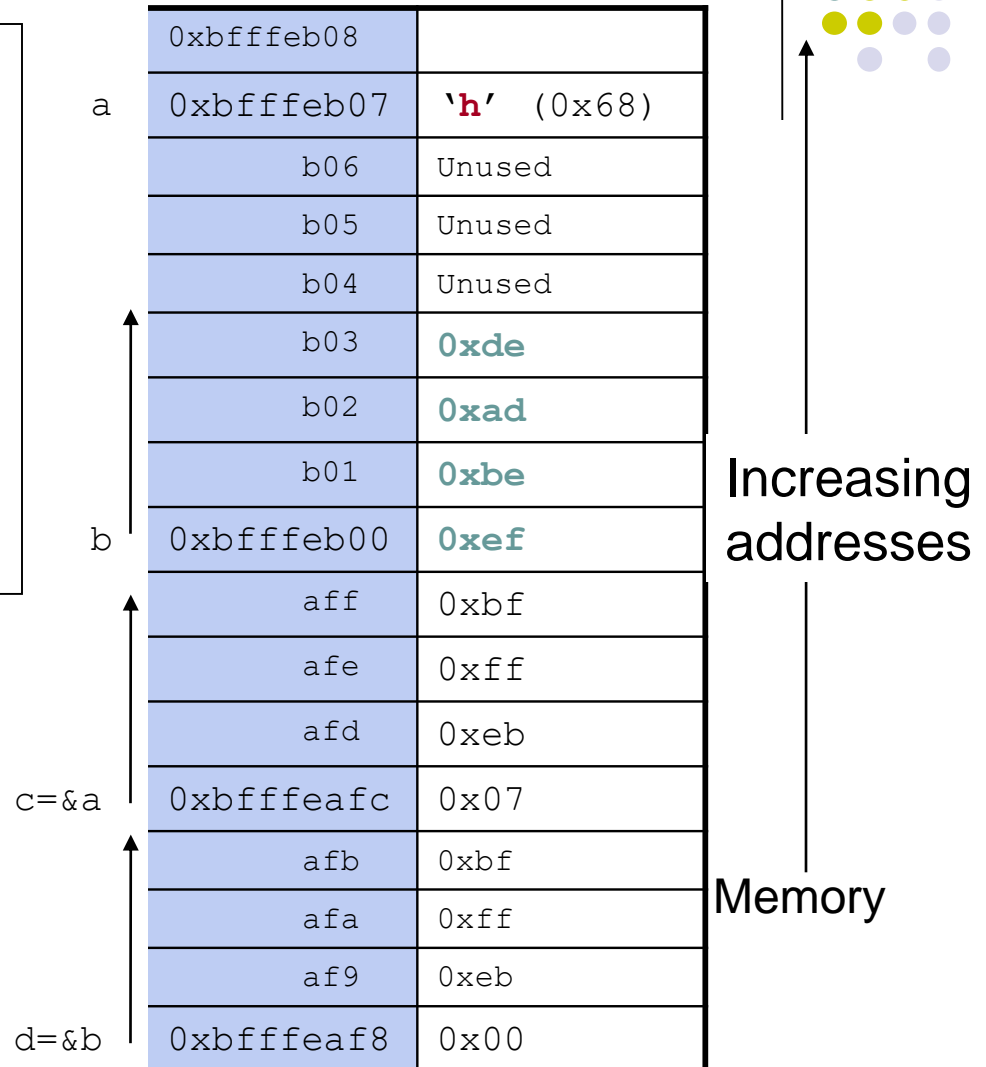 0xbfffeb08
a 0xbfffeb07 ‘h’ (0x68)
b06 Unused
b05 Unused
b04 Unused
b03 0xde
b02 0xad
b01 0xbe
b 0xbfffeb00 0xef
aff 0xbf
afe 0xff
afd 0xeb
c=&a 0xbfffeafc 0x07
afb 0xbf
afa 0xff
af9 0xeb
d=&b 0xbfffeaf8 0x00
Increasing
addresses
Memory